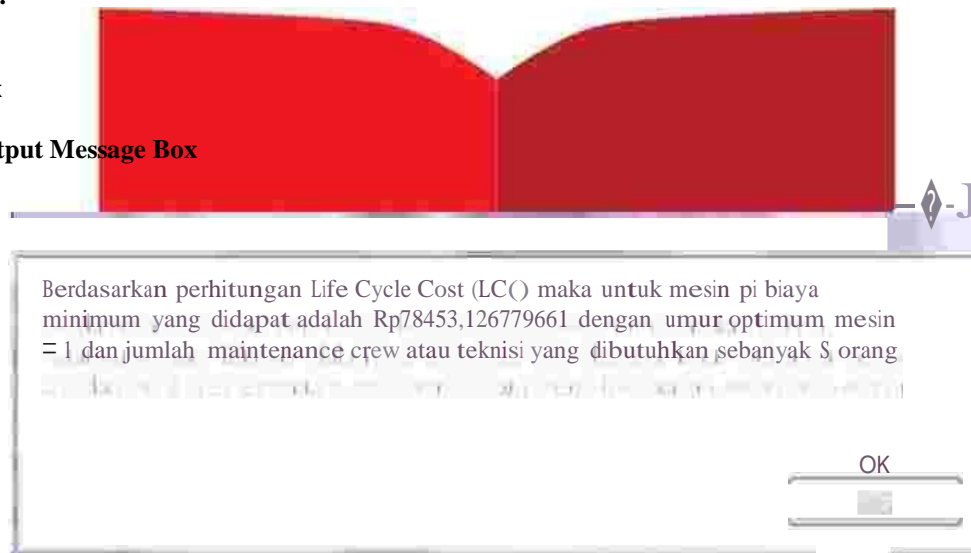 tput Message Box
Berdasarkan perhitungan Life Cycle Cost (LC() maka untuk mesin pi biaya
minimum yang didapat adalah Rp78453,126779661 dengan umur optimum mesin
= 1 dan jumlah maintenance crew atau teknisi yang dibutuhkan sebanyak S orang
OK